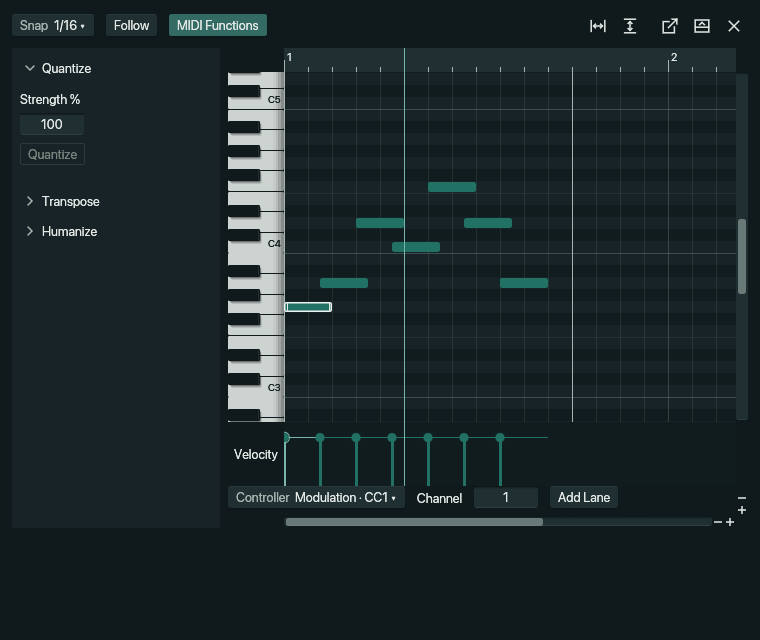 Snap 1/16 Follow MIDI Functions
1 2
Quantize
Strength %
100
Quantize
Transpose
Humanize
C5
C4
C3
Velocity
Controller Modulation · CC1 Channel 1 Add Lane